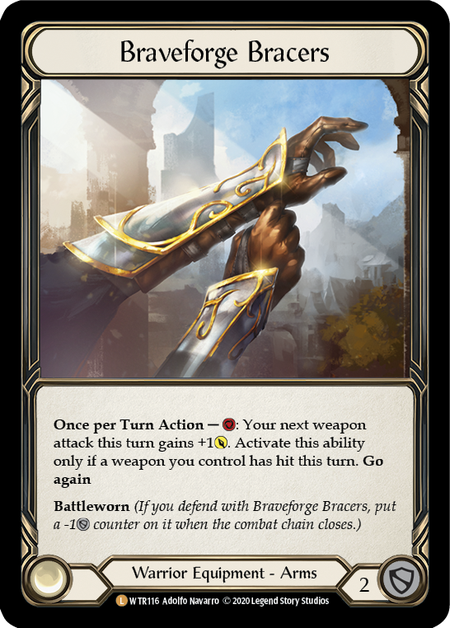 Braveforge Bracers
Once per Turn Action — : Your next weapon
attack this turn gains +1 . Activate this ability
only if a weapon you control has hit this turn. Go
again
Battleworn (If you defend with Braveforge Bracers, put
a -1 counter on it when the combat chain closes.)
Warrior Equipment - Arms
2
L WTR116 Adolfo Navarro © 2020 Legend Story Studios